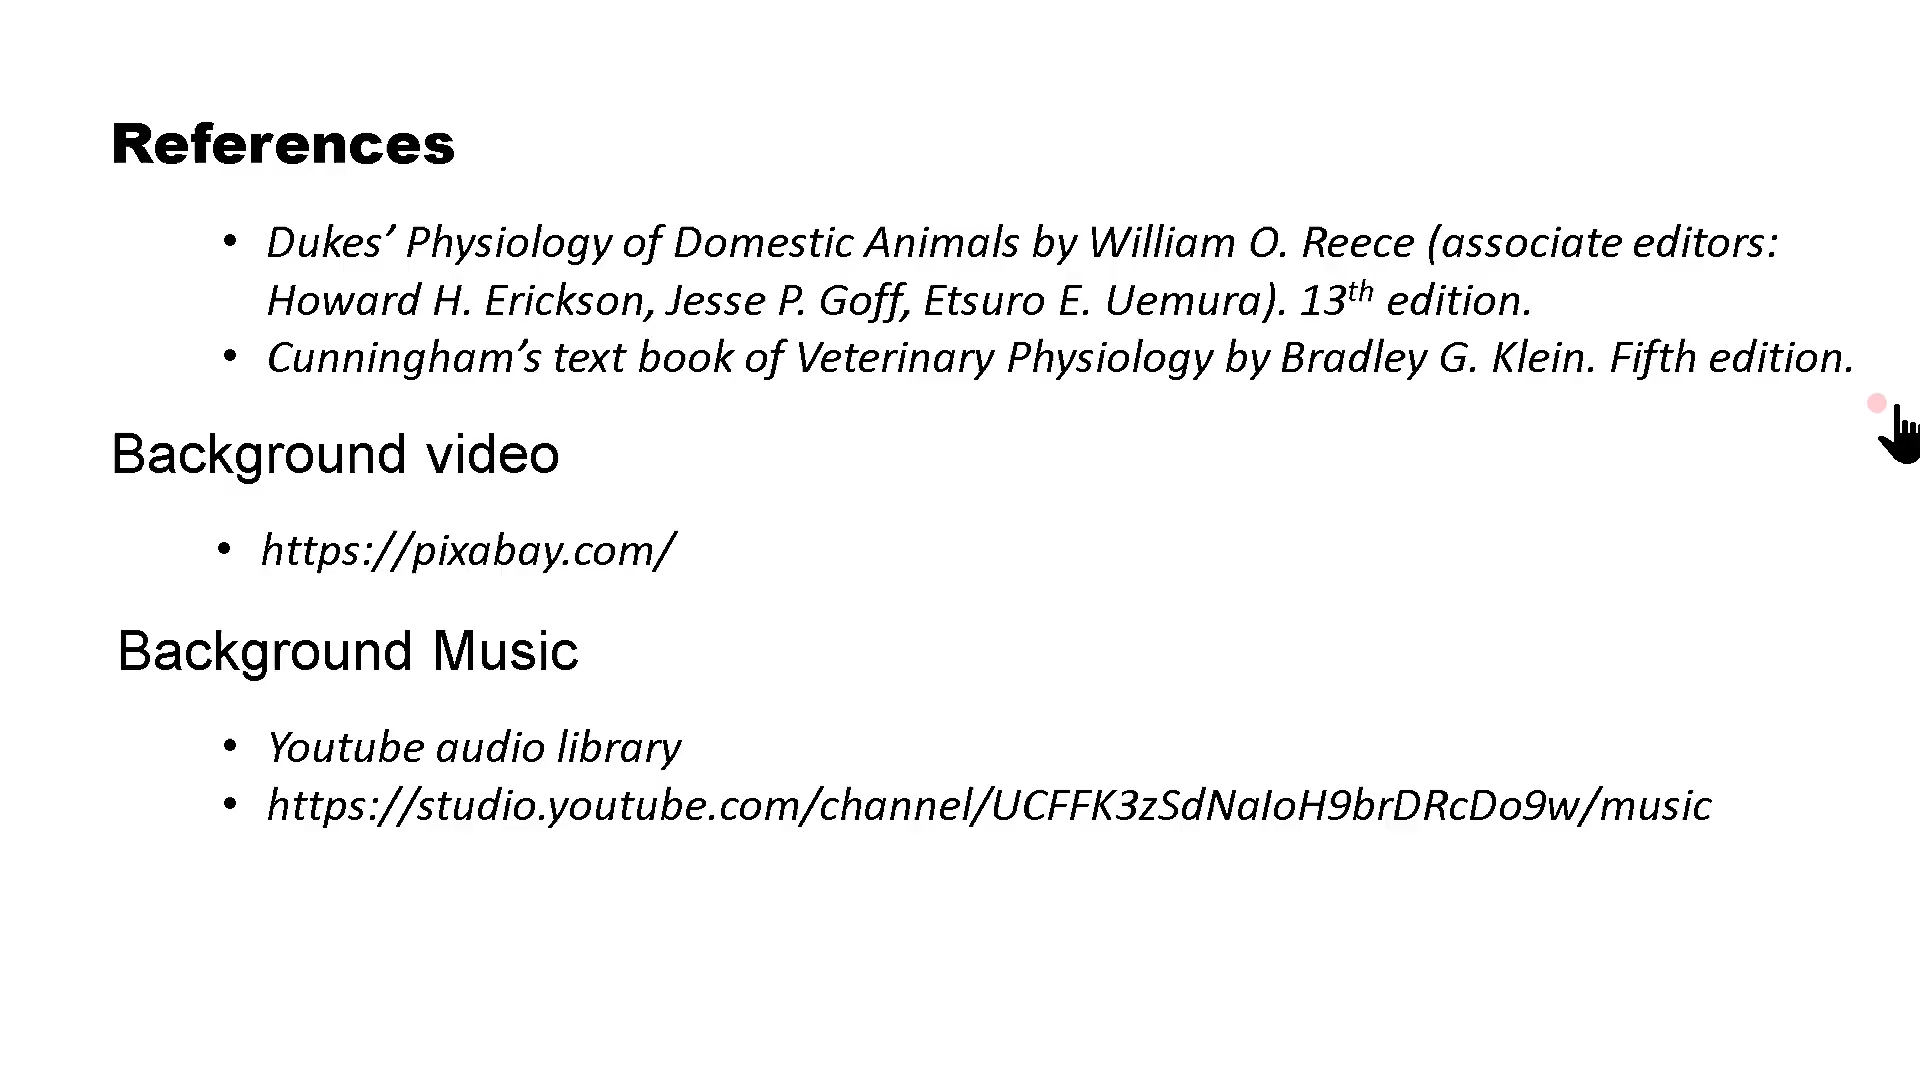 References
• Dukes’ Physiology of Domestic Animals by William O. Reece (associate editors:
Howard H. Erickson, Jesse P. Goff, Etsuro E. Uemura). 13th edition.
• Cunningham’s text book of Veterinary Physiology by Bradley G. Klein. Fifth edition.
Background video
• https://pixabay.com/
Background Music
• Youtube audio library
• https://studio.youtube.com/channel/UCFFK3zSdNaIoH9brDRcDo9w/music